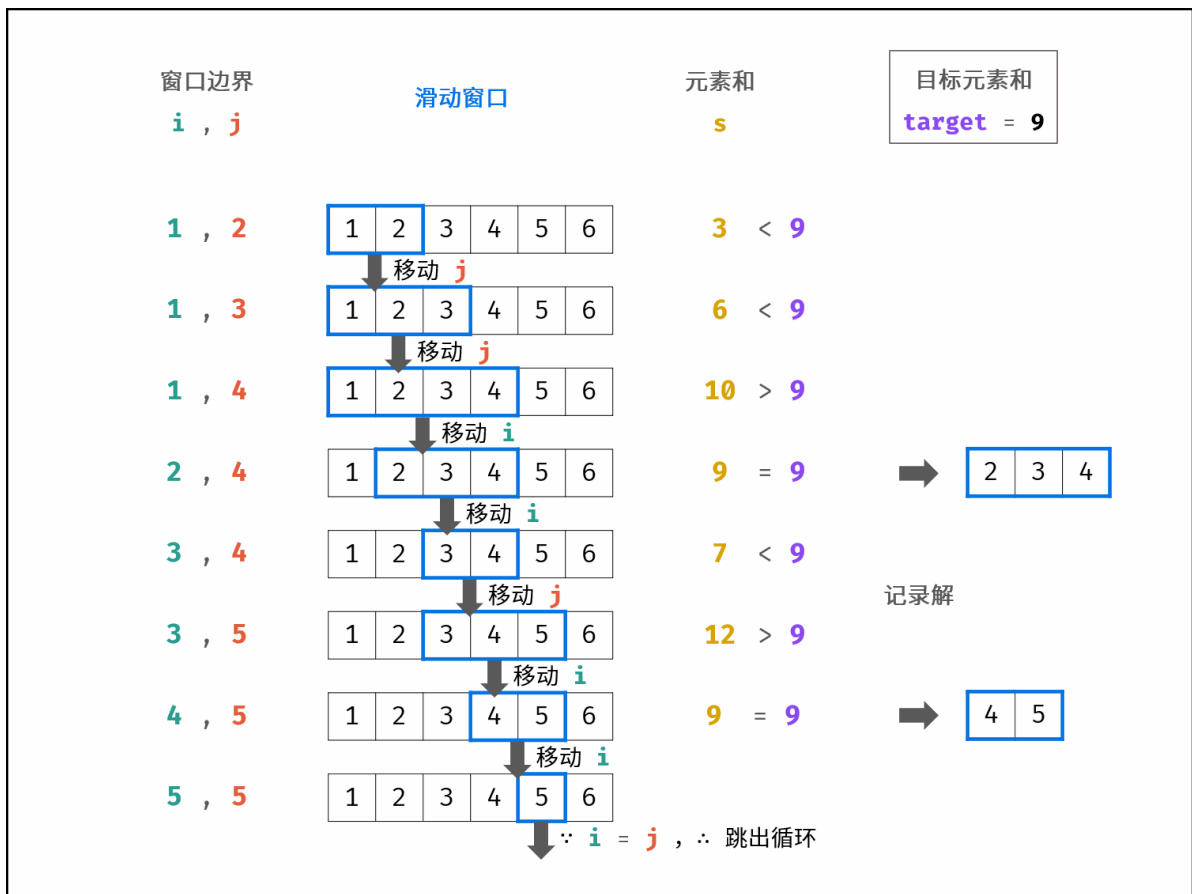 窗口边界
i , j
滑动窗口
元素和
s
目标元素和
target = 9
1 , 2
1 2 3 4 5 6
3 < 9
移动 j
1 , 3
1 2 3 4 5 6
6 < 9
移动 j
1 , 4
1 2 3 4 5 6
10 > 9
移动 i
2 , 4
1 2 3 4 5 6
9 = 9
2 3 4
移动 i
3 , 4
1 2 3 4 5 6
7 < 9
移动 j
记录解
3 , 5
1 2 3 4 5 6
12 > 9
移动 i
4 , 5
1 2 3 4 5 6
9 = 9
4 5
移动 i
5 , 5
1 2 3 4 5 6
∵ i = j , ∴ 跳出循环